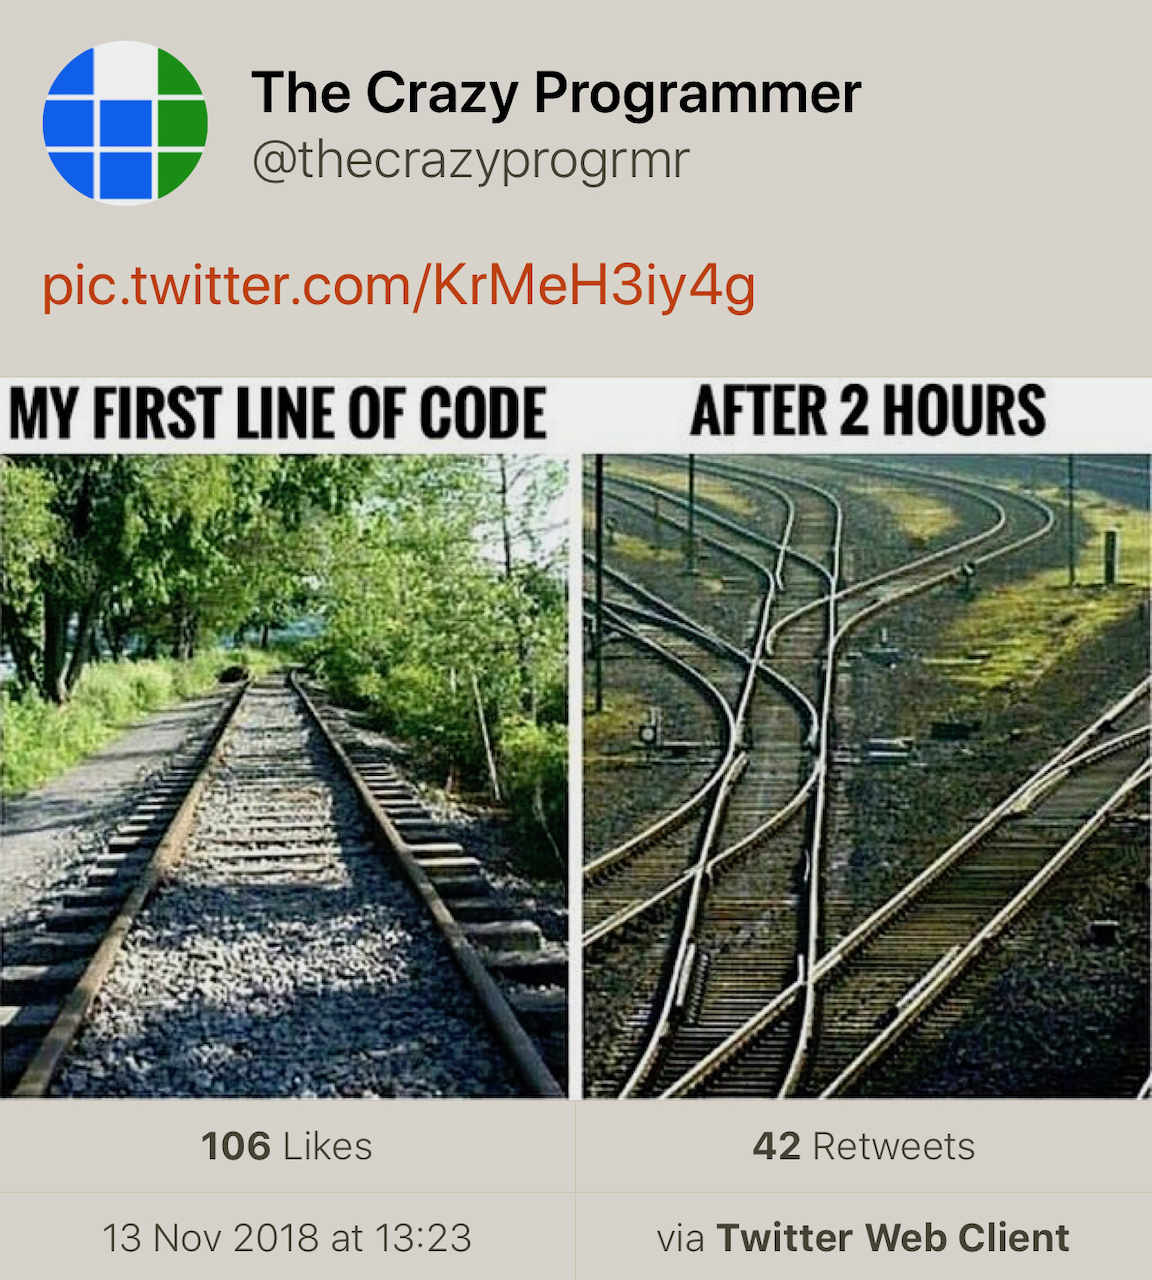 The Crazy Programmer
@thecrazyprogrmr
pic.twitter.com/KrMeH3iy4g
MY FIRST LINE OF CODE
AFTER 2 HOURS
106 Likes
42 Retweets
13 Nov 2018 at 13:23
via Twitter Web Client